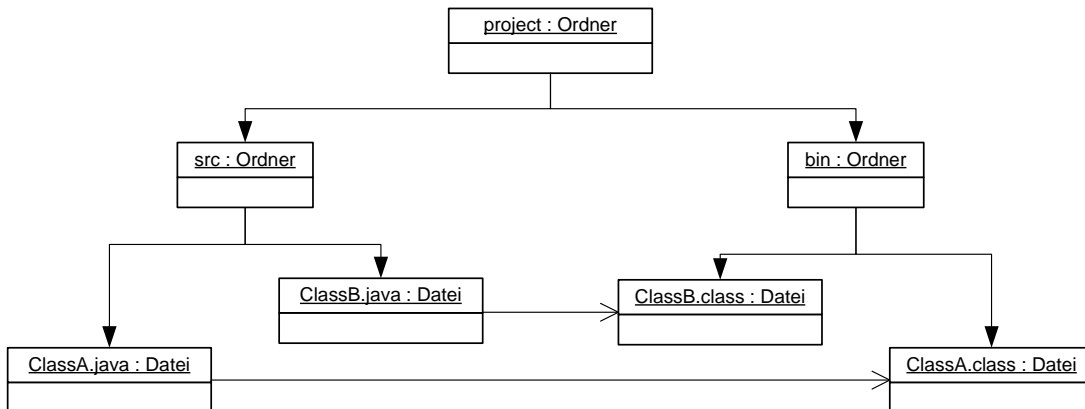 project : Ordner
src : Ordner
bin : Ordner
ClassB.java : Datei
ClassB.class : Datei
ClassA.java : Datei
ClassA.class : Datei